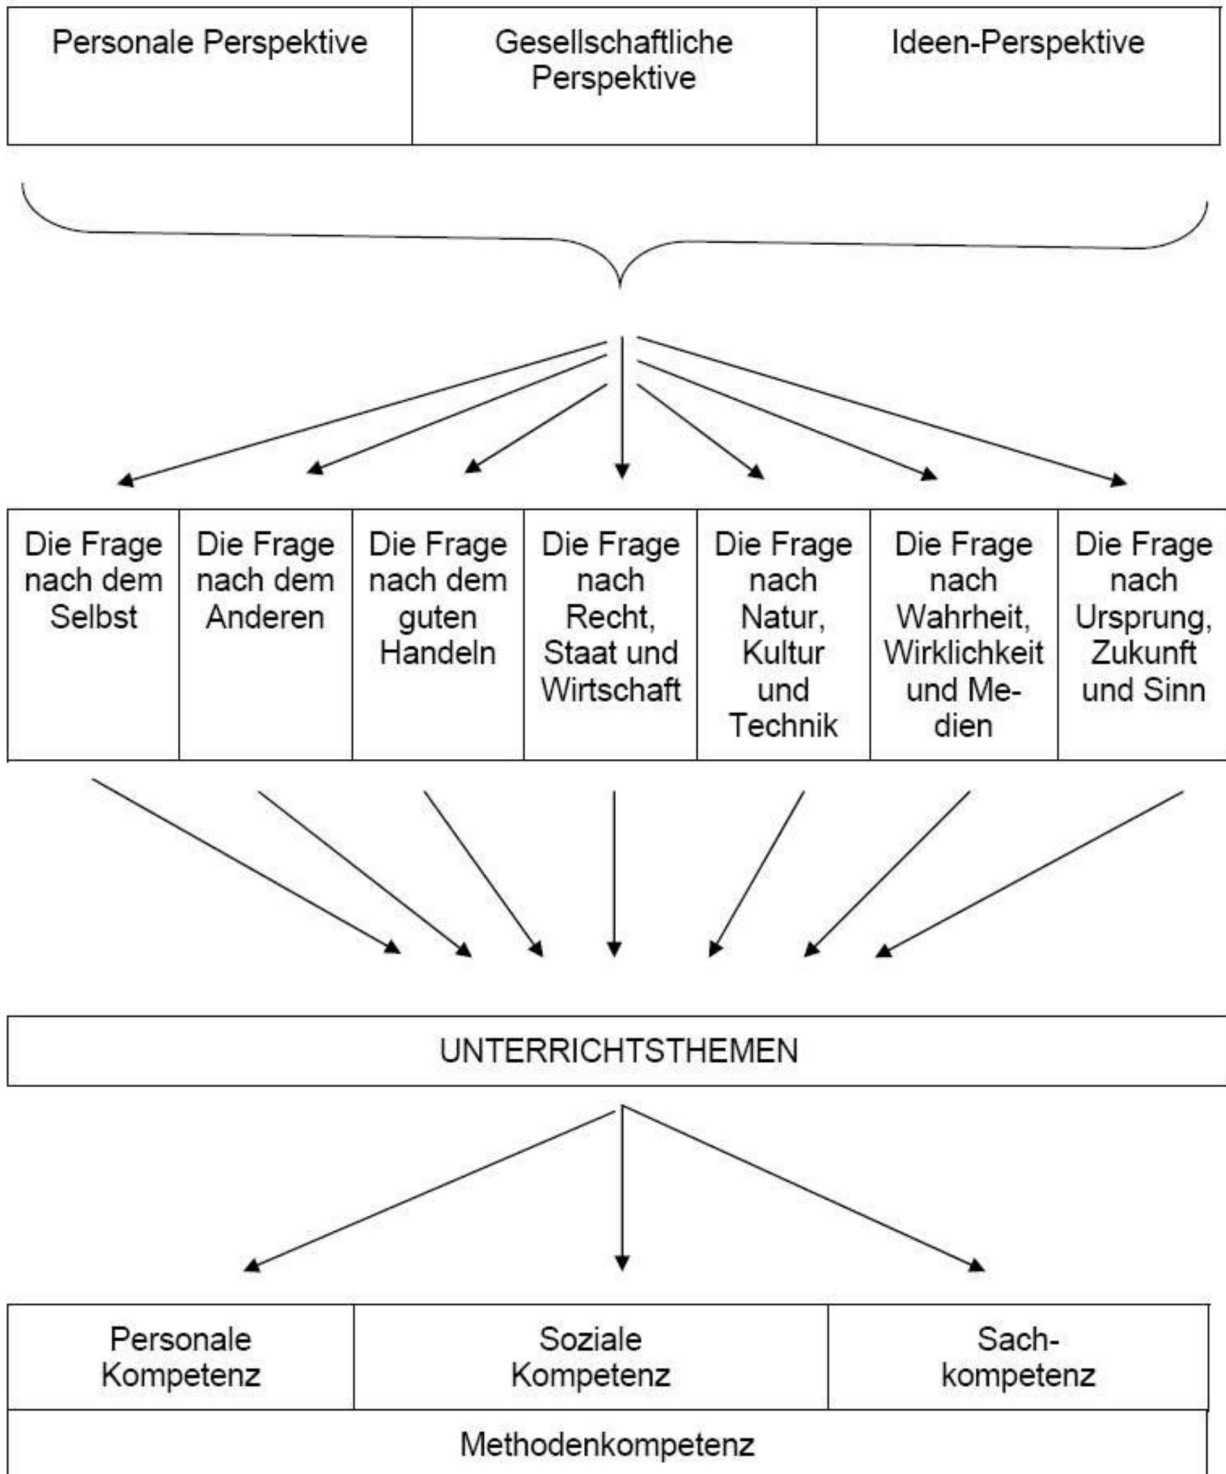 Personale Perspektive
Gesellschaftliche
Perspektive
Ideen-Perspektive
Die Frage
nach dem
Selbst
Die Frage
nach dem
Anderen
Die Frage
nach dem
guten
Handeln
Die Frage
nach
Recht,
Staat und
Wirtschaft
Die Frage
nach
Natur,
Kultur
und
Technik
Die Frage
nach
Wahrheit,
Wirklichkeit
und Me-
dien
Die Frage
nach
Ursprung,
Zukunft
und Sinn
UNTERRICHTSTHEMEN
Personale
Kompetenz
Soziale
Kompetenz
Sach-
kompetenz
Methodenkompetenz